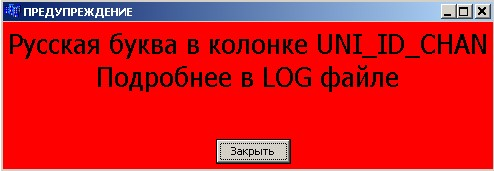 ПРЕДУПРЕЖДЕНИЕ
Русская буква в колонке UNI_ID_CHAN
Подробнее в LOG файле
Закрыть